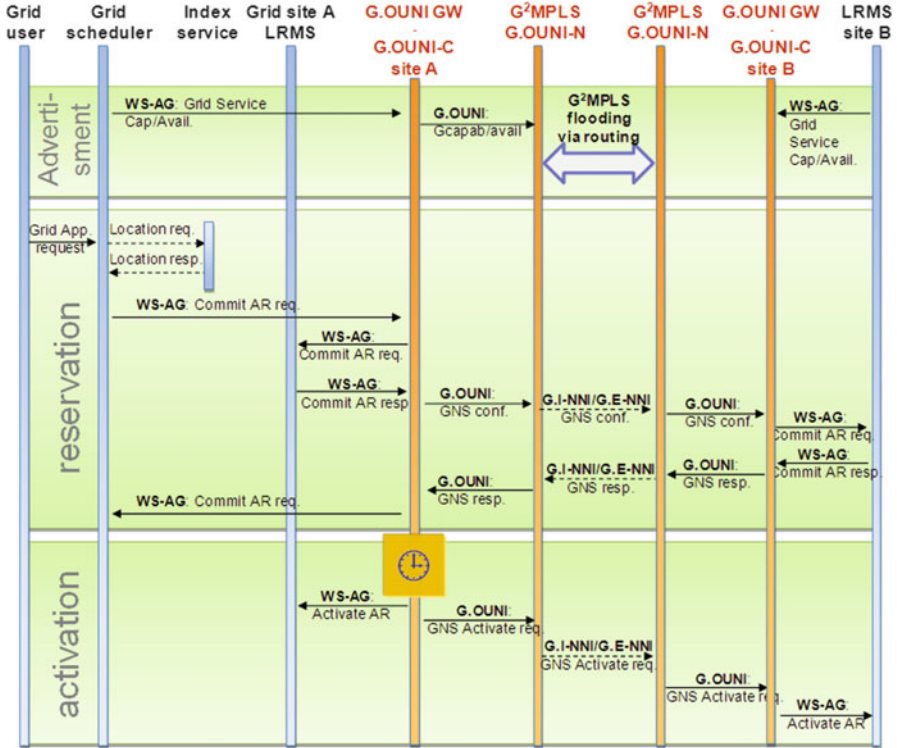 Grid
user
Grid
scheduler
Index
service
Grid site A
LRMS
G.OUNI GW
-
G.OUNI-C
site A
G²MPLS
G.OUNI-N
G²MPLS
G.OUNI-N
G.OUNI GW
-
G.OUNI-C
site B
LRMS
site B
Adverti-
sment
WS-AG: Grid Service
Cap/Avail.
G.OUNI:
Gcapab/avail
G²MPLS
flooding
via routing
WS-AG:
Grid
Service
Cap/Avail.
reservation
Grid App.
request
Location req.
Location resp.
WS-AG: Commit AR req.
WS-AG:
Commit AR req.
WS-AG:
Commit AR resp
G.OUNI:
GNS conf.
G.I-NNI/G.E-NNI
GNS conf.
G.OUNI:
GNS conf.
WS-AG:
Commit AR req.
WS-AG:
Commit AR resp.
G.OUNI:
GNS resp.
G.I-NNI/G.E-NNI
GNS resp.
G.OUNI:
GNS resp.
WS-AG: Commit AR req.
activation
WS-AG:
Activate AR
G.OUNI:
GNS Activate req.
G.I-NNI/G.E-NNI
GNS Activate req.
G.OUNI:
GNS Activate req.
WS-AG:
Activate AR